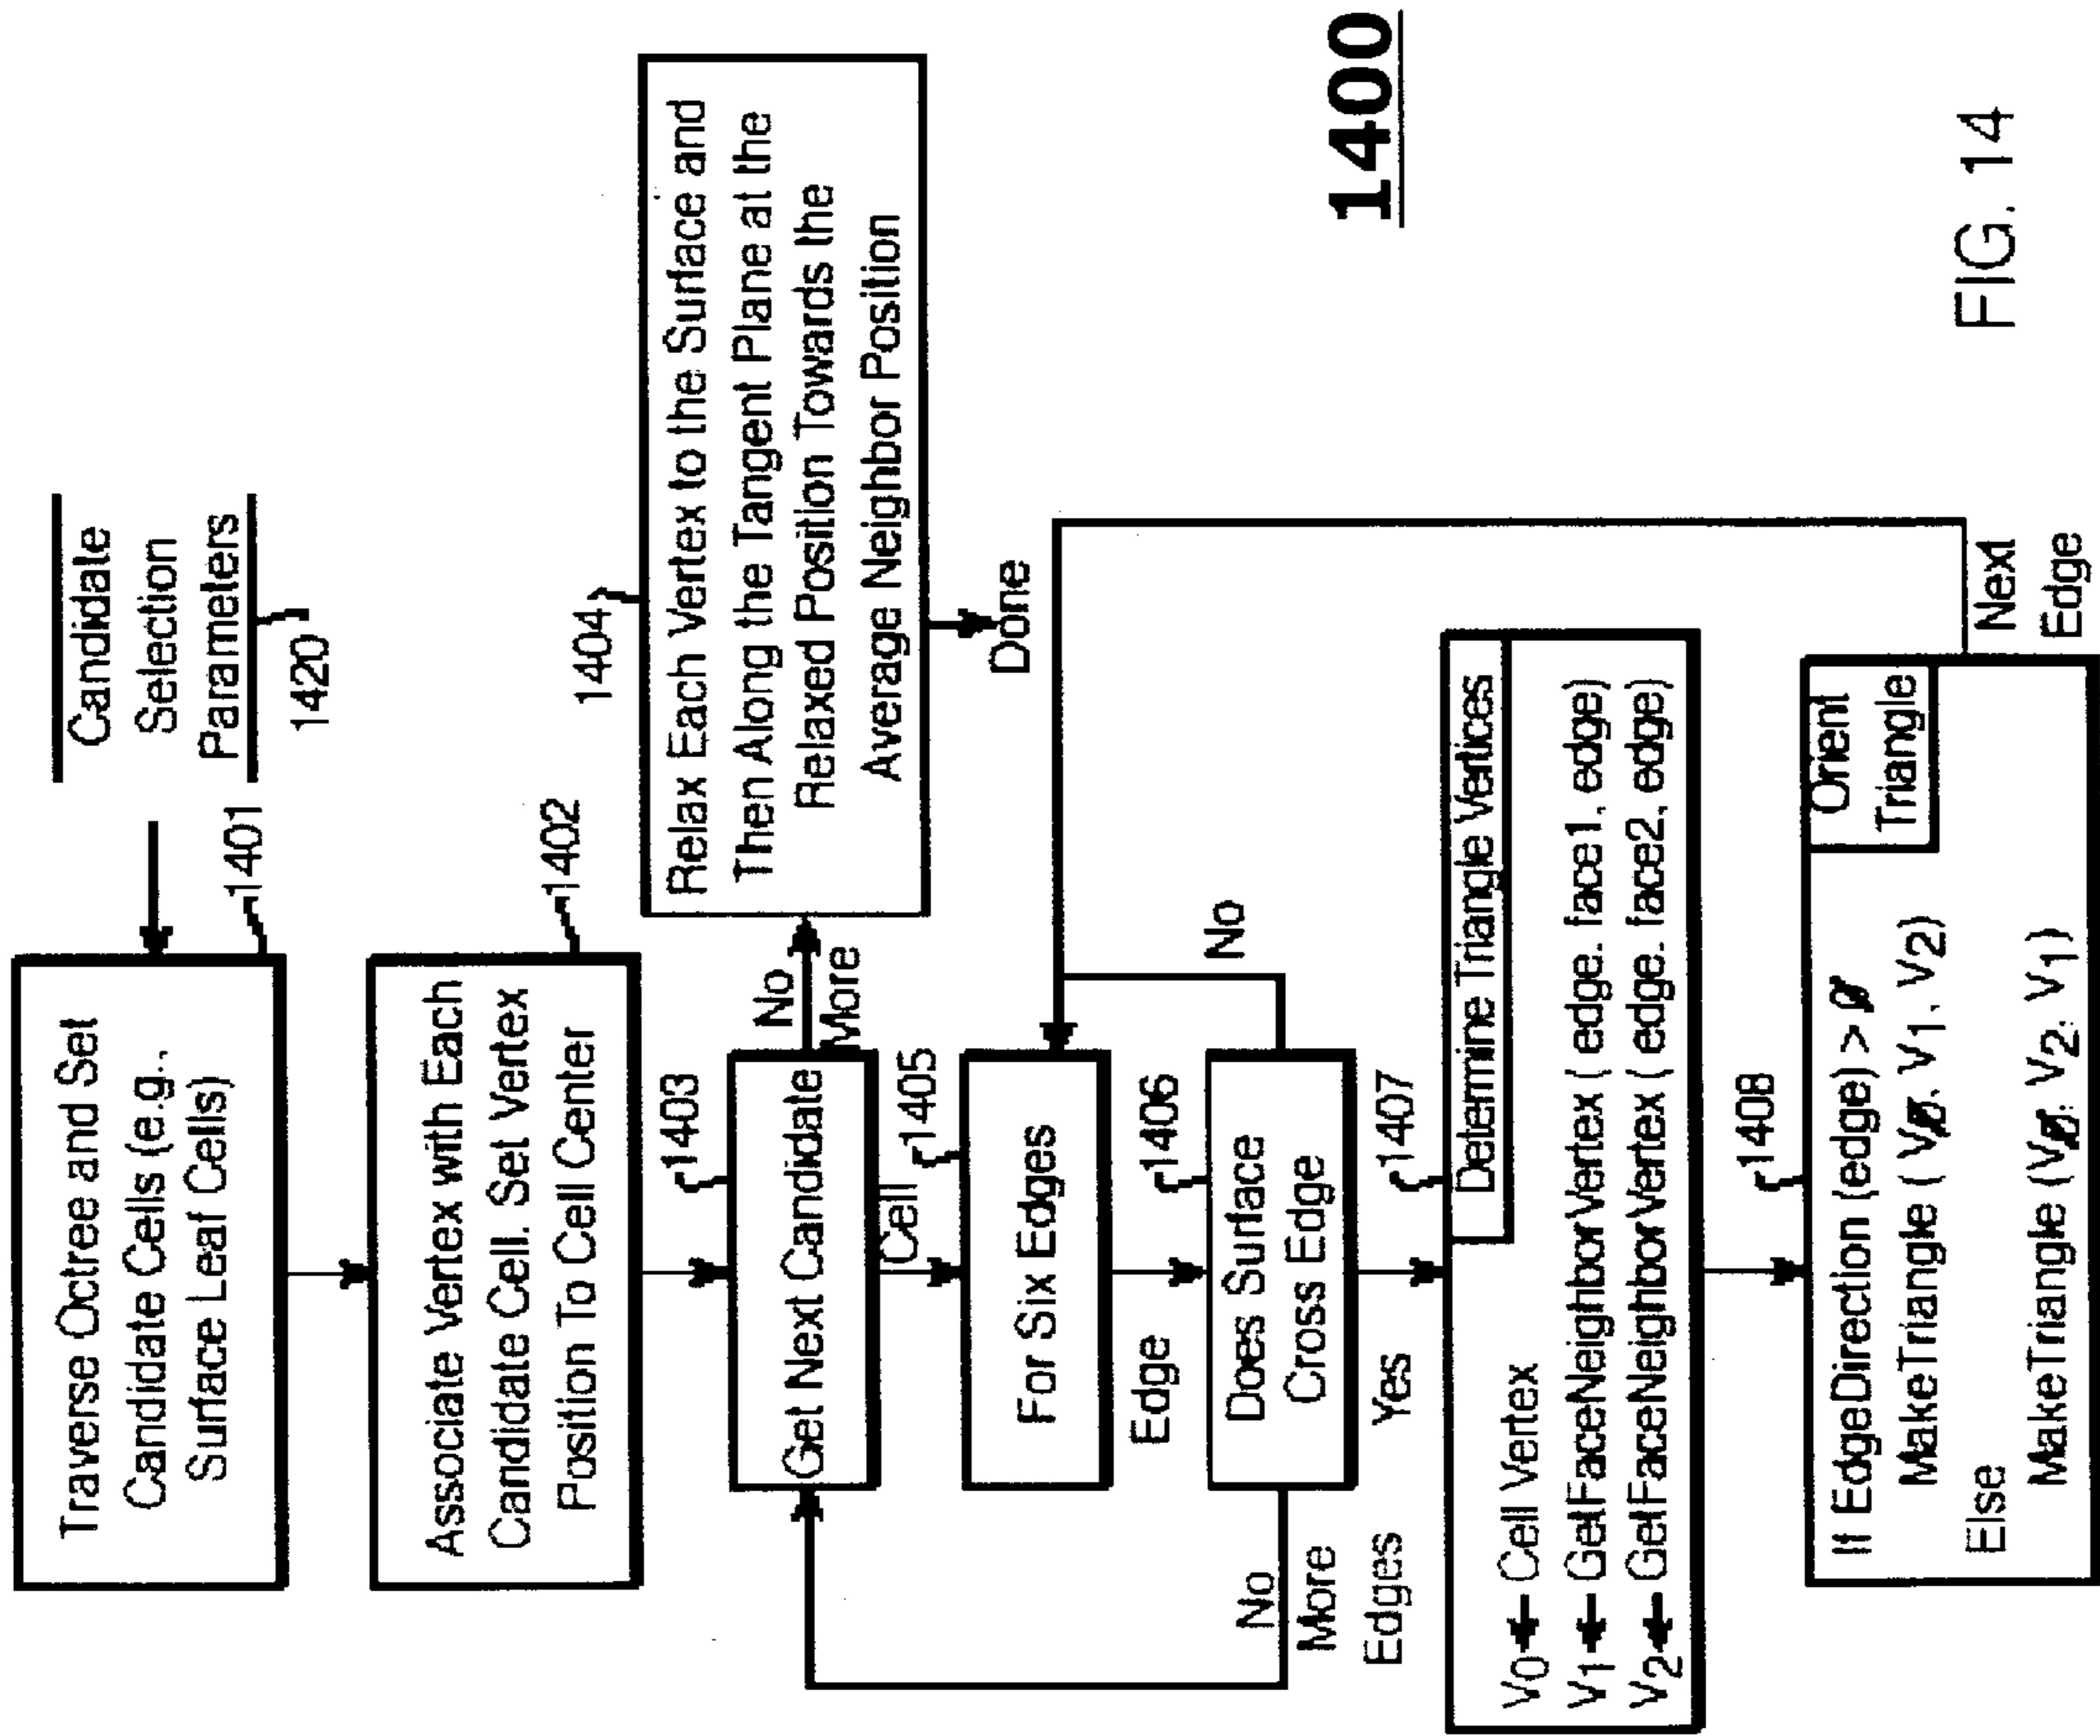 Candidate
Selection
Parameters
1420
Traverse Octree and Set
Candidate Cells (e.g.,
Surface Leaf Cells)
1401
Associate Vertex with Each
Candidate Cell. Set Vertex
Position To Cell Center
1402
1403
Get Next Candidate
No
More
1404
Relax Each Vertex to the Surface and
Then Along the Tangent Plane at the
Relaxed Position Towards the
Average Neighbor Position
Done
Cell
1405
For Six Edges
Edge
1406
Does Surface
Cross Edge
No
No
More
Edges
Yes
1407
Determine Triangle Vertices
V0 ← Cell Vertex
V1 ← GetFaceNeighborVertex ( edge. face1, edge)
V2 ← GetFaceNeighborVertex ( edge. face2, edge)
1408
Orient
Triangle
If EdgeDirection (edge) > 0
MakeTriangle ( V0, V1, V2)
Else
MakeTriangle (V0, V2, V1)
Next
Edge
1400
FIG. 14